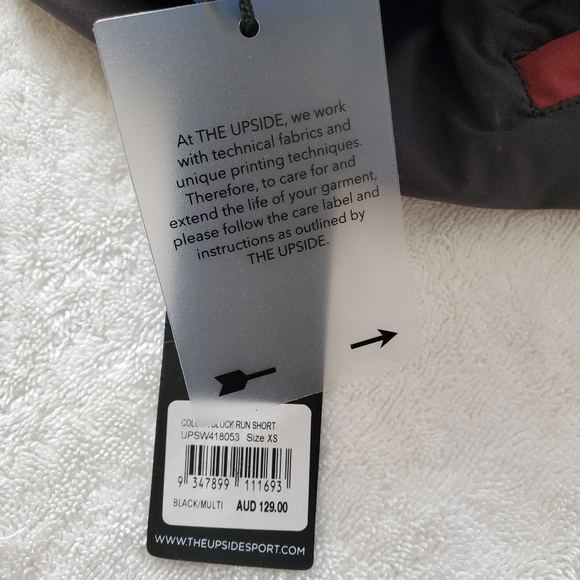 At THE UPSIDE, we work
with technical fabrics and
unique printing techniques.
Therefore, to care for and
extend the life of your garment,
please follow the care label and
instructions as outlined by
THE UPSIDE.
BLOCK RUN SHORT
UPSW418053 Size:XS
9 347899 111693
BLACK/MULTI AUD 129.00
WWW.THEUPSIDESPORT.COM